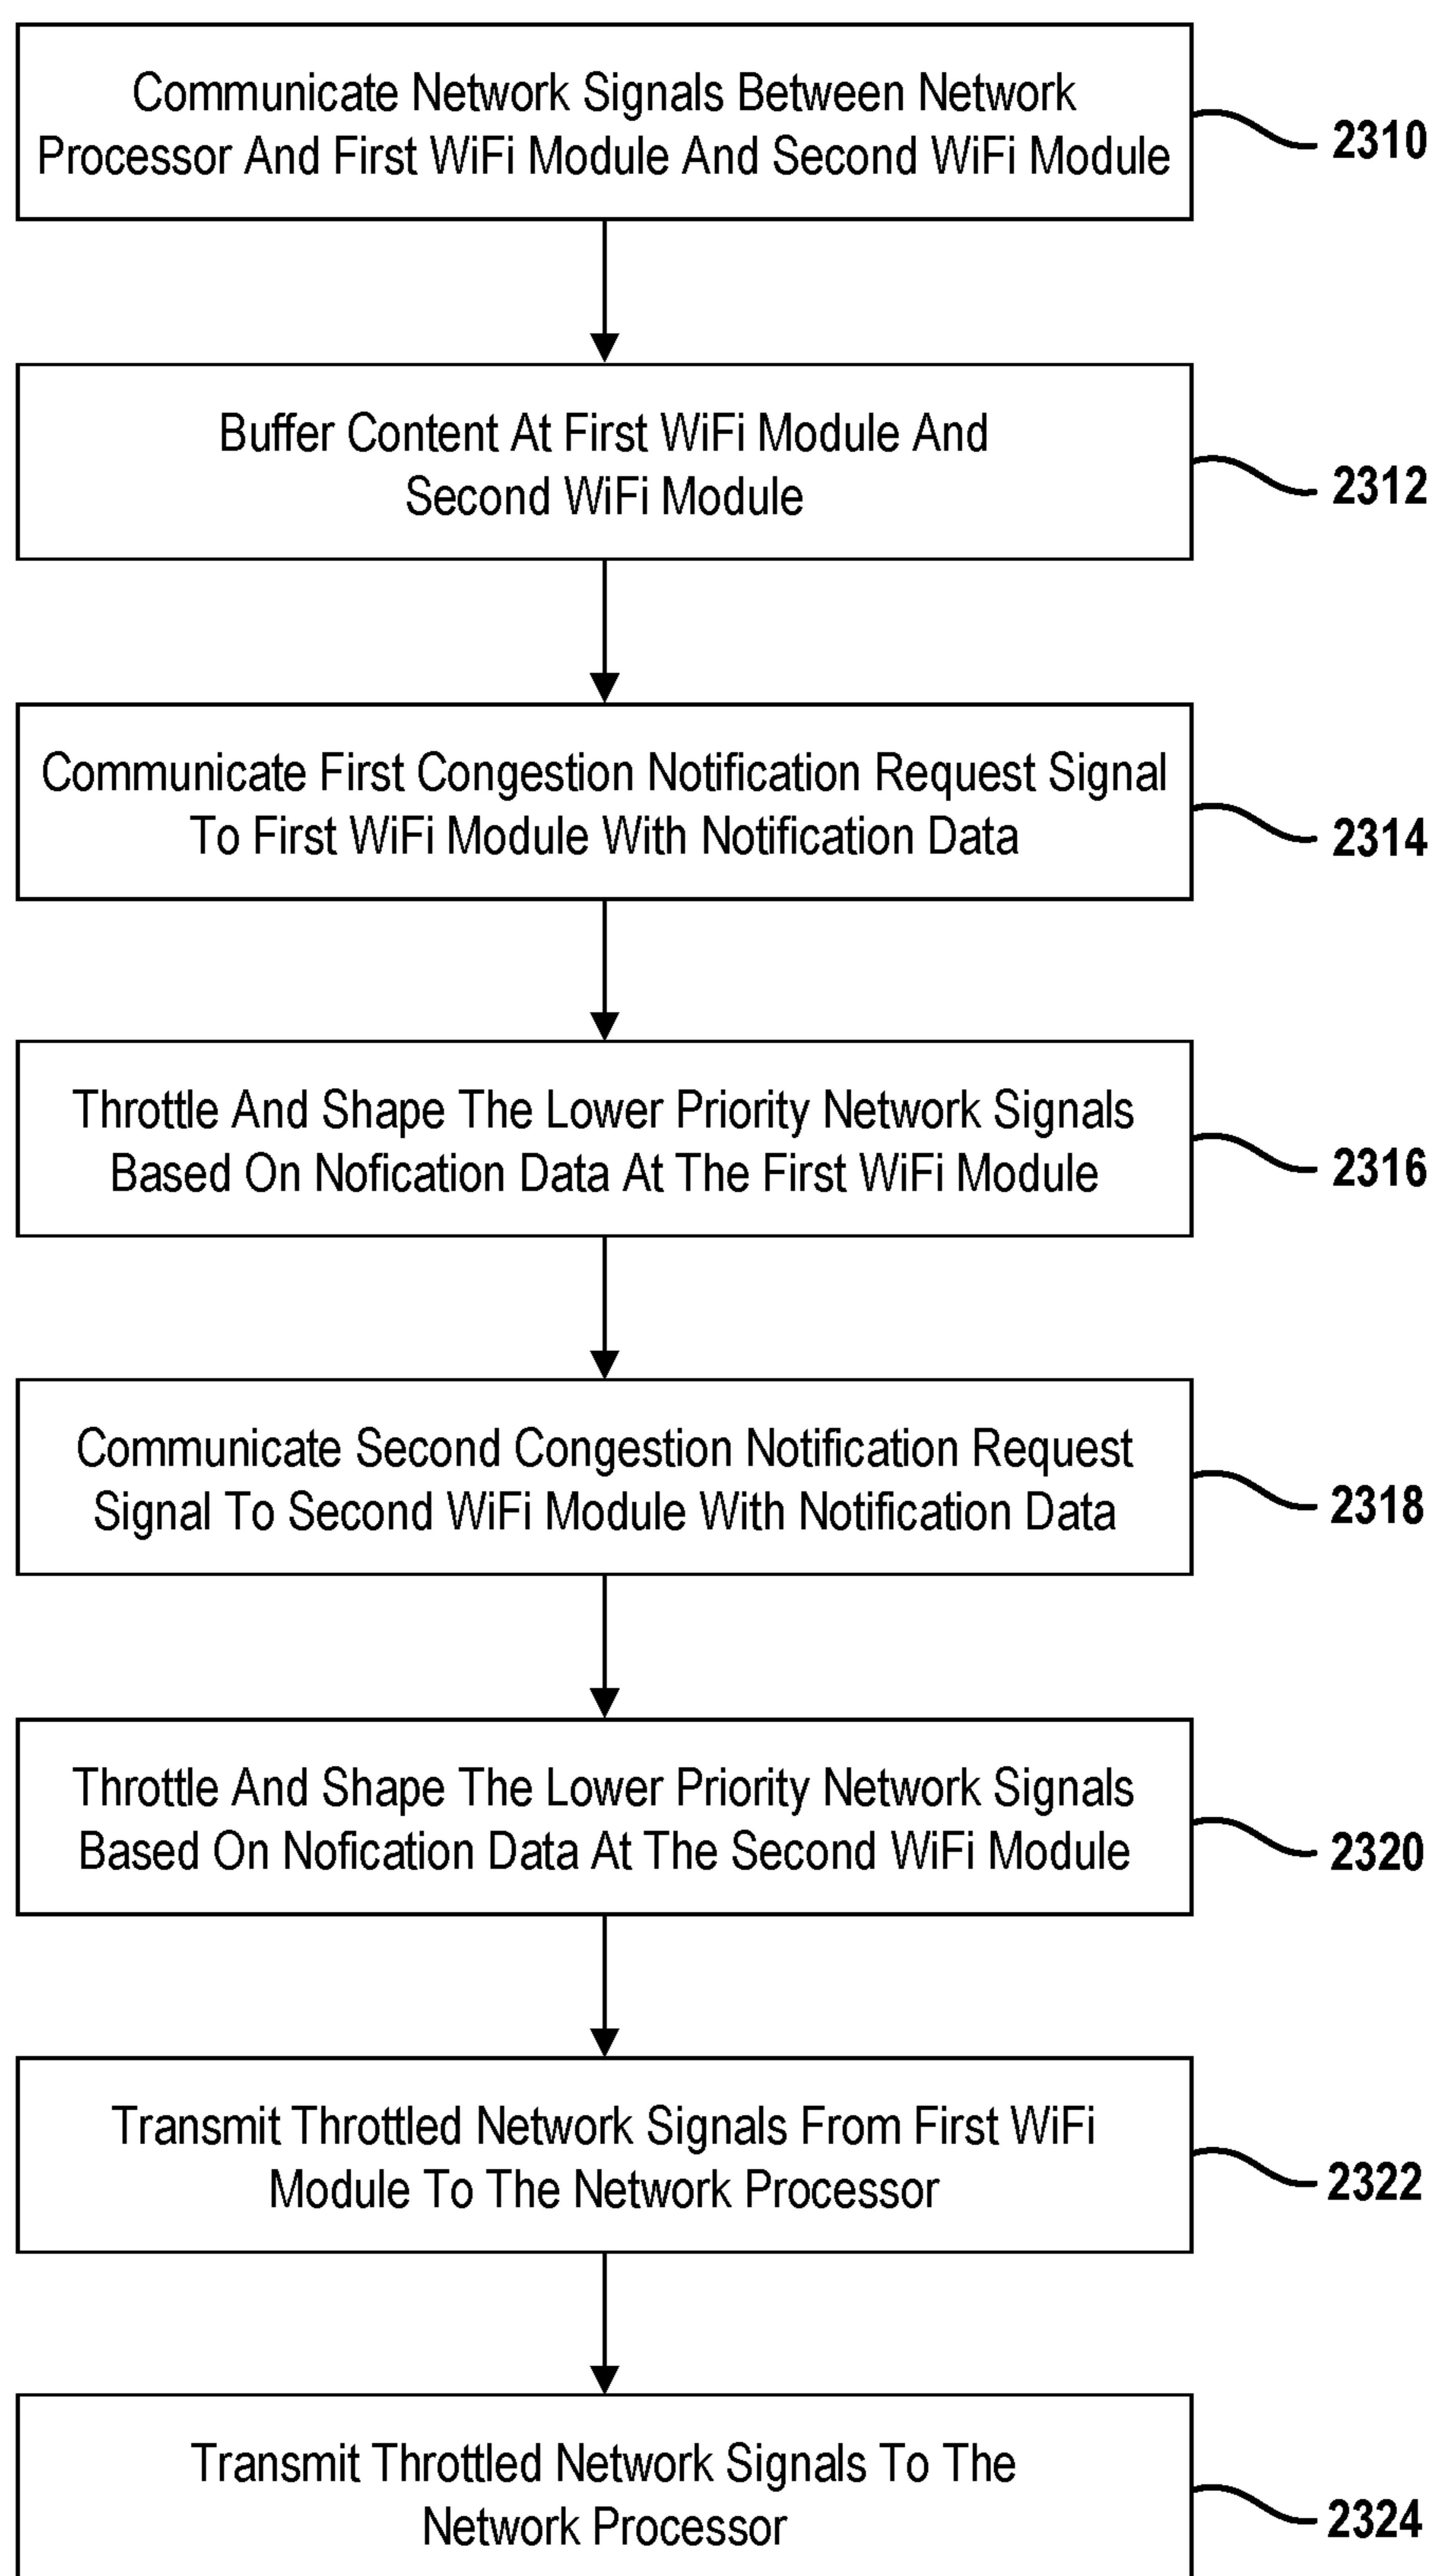 Communicate Network Signals Between Network
Processor And First WiFi Module And Second WiFi Module
2310
Buffer Content At First WiFi Module And
Second WiFi Module
2312
Communicate First Congestion Notification Request Signal
To First WiFi Module With Notification Data
2314
Throttle And Shape The Lower Priority Network Signals
Based On Nofication Data At The First WiFi Module
2316
Communicate Second Congestion Notification Request
Signal To Second WiFi Module With Notification Data
2318
Throttle And Shape The Lower Priority Network Signals
Based On Nofication Data At The Second WiFi Module
2320
Transmit Throttled Network Signals From First WiFi
Module To The Network Processor
2322
Transmit Throttled Network Signals To The
Network Processor
2324